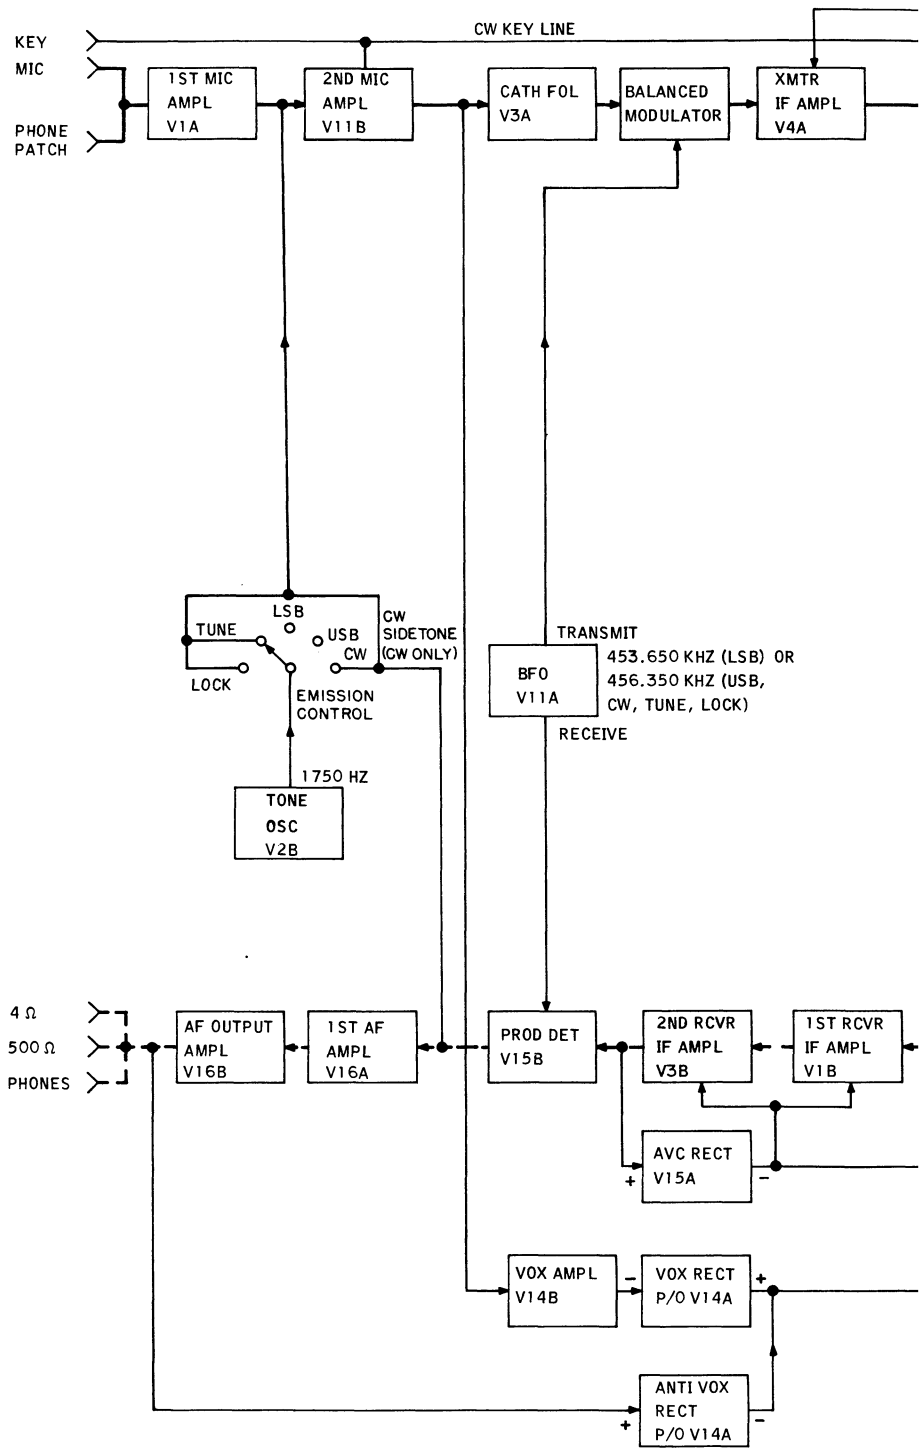 CW KEY LINE
KEY
MIC
PHONE
PATCH
1ST MIC
AMPL
V1A
2ND MIC
AMPL
V11B
CATH FOL
V3A
BALANCED
MODULATOR
XMTR
IF AMPL
V4A
LSB
TUNE
USB
CW
LOCK
CW
SIDETONE
(CW ONLY)
EMISSION
CONTROL
1750 HZ
TONE
OSC
V2B
TRANSMIT
BFO
V11A
453.650 KHZ (LSB) OR
456.350 KHZ (USB,
CW, TUNE, LOCK)
RECEIVE
4 Ω
500 Ω
PHONES
AF OUTPUT
AMPL
V16B
1ST AF
AMPL
V16A
PROD DET
V15B
2ND RCVR
IF AMPL
V3B
1ST RCVR
IF AMPL
V1B
+
AVC RECT
V15A
−
VOX AMPL
V14B
−
VOX RECT
P/O V14A
+
+
ANTI VOX
RECT
P/O V14A
−